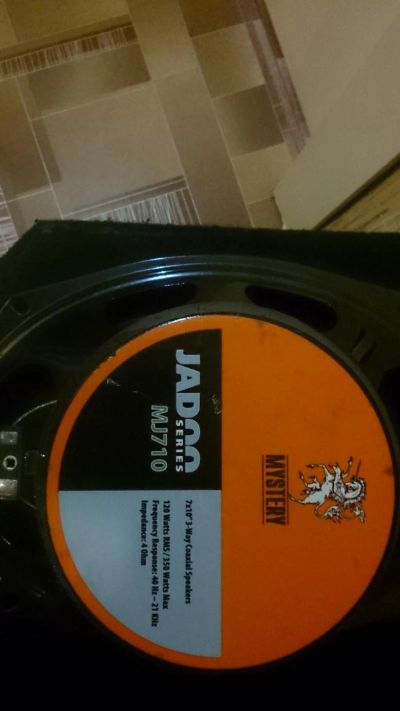 MYSTERY
JADOO
SERIES
MJ710
7x10" 3-Way Coaxial Speakers
120 Watts RMS/350 Watts Max
Frequency Response: 40 Hz – 21 KHz
Impedance: 4 Ohm